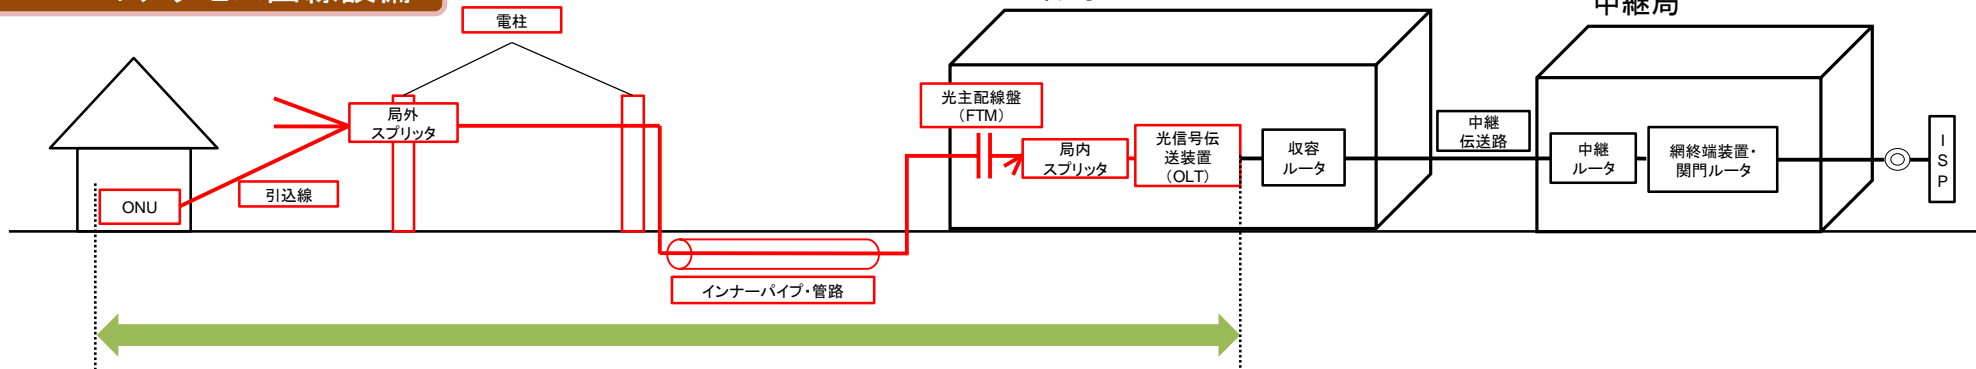 電柱
中継局
局外
スプリッタ
引込線
ONU
インナーパイプ・管路
光主配線盤
(FTM)
局内
スプリッタ
光信号伝
送装置
(OLT)
収容
ルータ
中継
伝送路
中継
ルータ
網終端装置・
関門ルータ
I
S
P